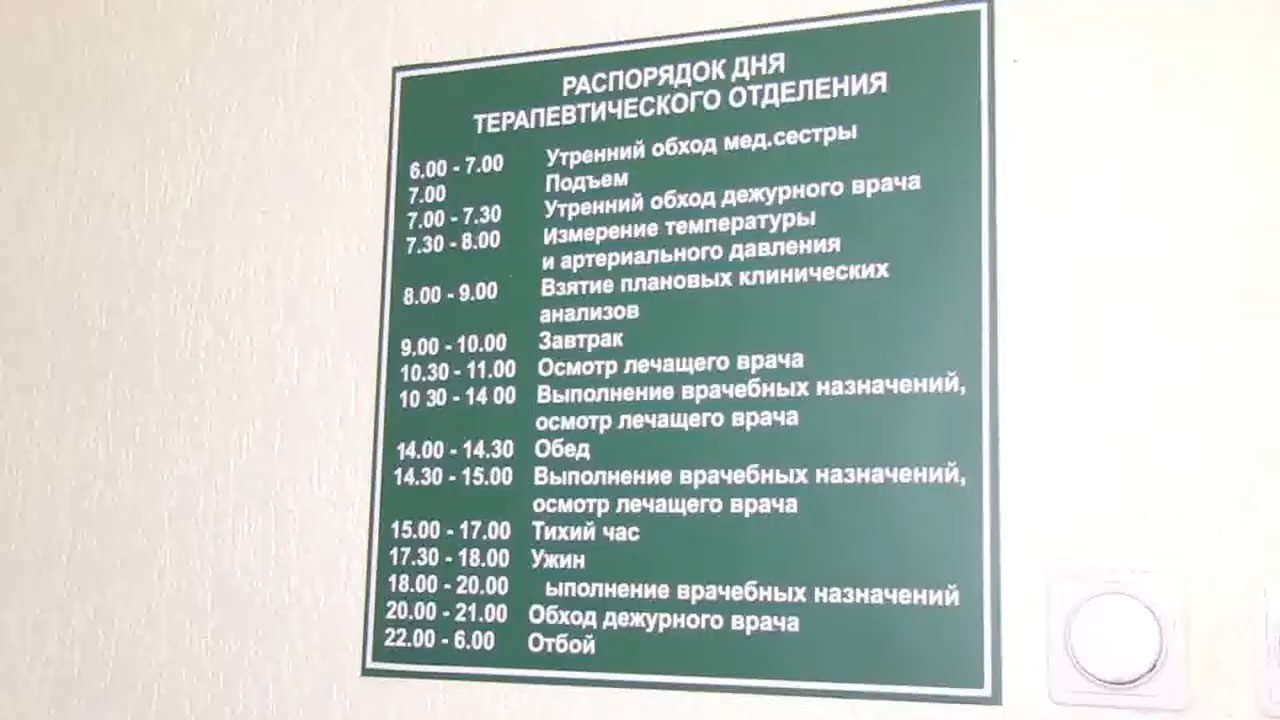 РАСПОРЯДОК ДНЯ
ТЕРАПЕВТИЧЕСКОГО ОТДЕЛЕНИЯ
6.00 - 7.00 Утренний обход мед.сестры
7.00 Подъем
7.00 - 7.30 Утренний обход дежурного врача
7.30 - 8.00 Измерение температуры
и артериального давления
8.00 - 9.00 Взятие плановых клинических
анализов
9.00 - 10.00 Завтрак
10.30 - 11.00 Осмотр лечащего врача
10 30 - 14 00 Выполнение врачебных назначений,
осмотр лечащего врача
14.00 - 14.30 Обед
14.30 - 15.00 Выполнение врачебных назначений,
осмотр лечащего врача
15.00 - 17.00 Тихий час
17.30 - 18.00 Ужин
18.00 - 20.00 ыполнение врачебных назначений
20.00 - 21.00 Обход дежурного врача
22.00 - 6.00 Отбой